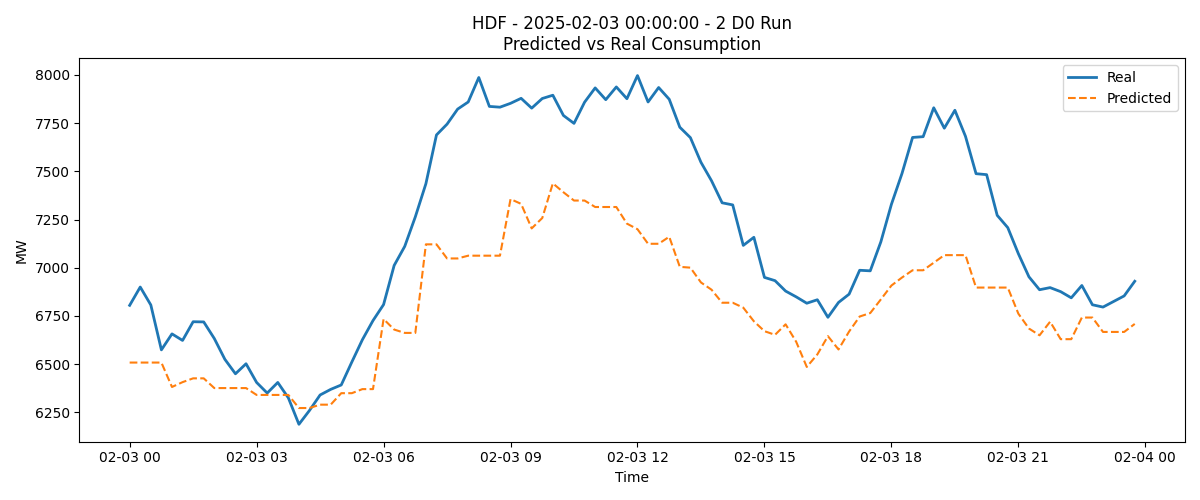 HDF - 2025-02-03 00:00:00 - 2 D0 Run
Predicted vs Real Consumption
Real
Predicted
MW
8000
7750
7500
7250
7000
6750
6500
6250
02-03 00
02-03 03
02-03 06
02-03 09
02-03 12
02-03 15
02-03 18
02-03 21
02-04 00
Time